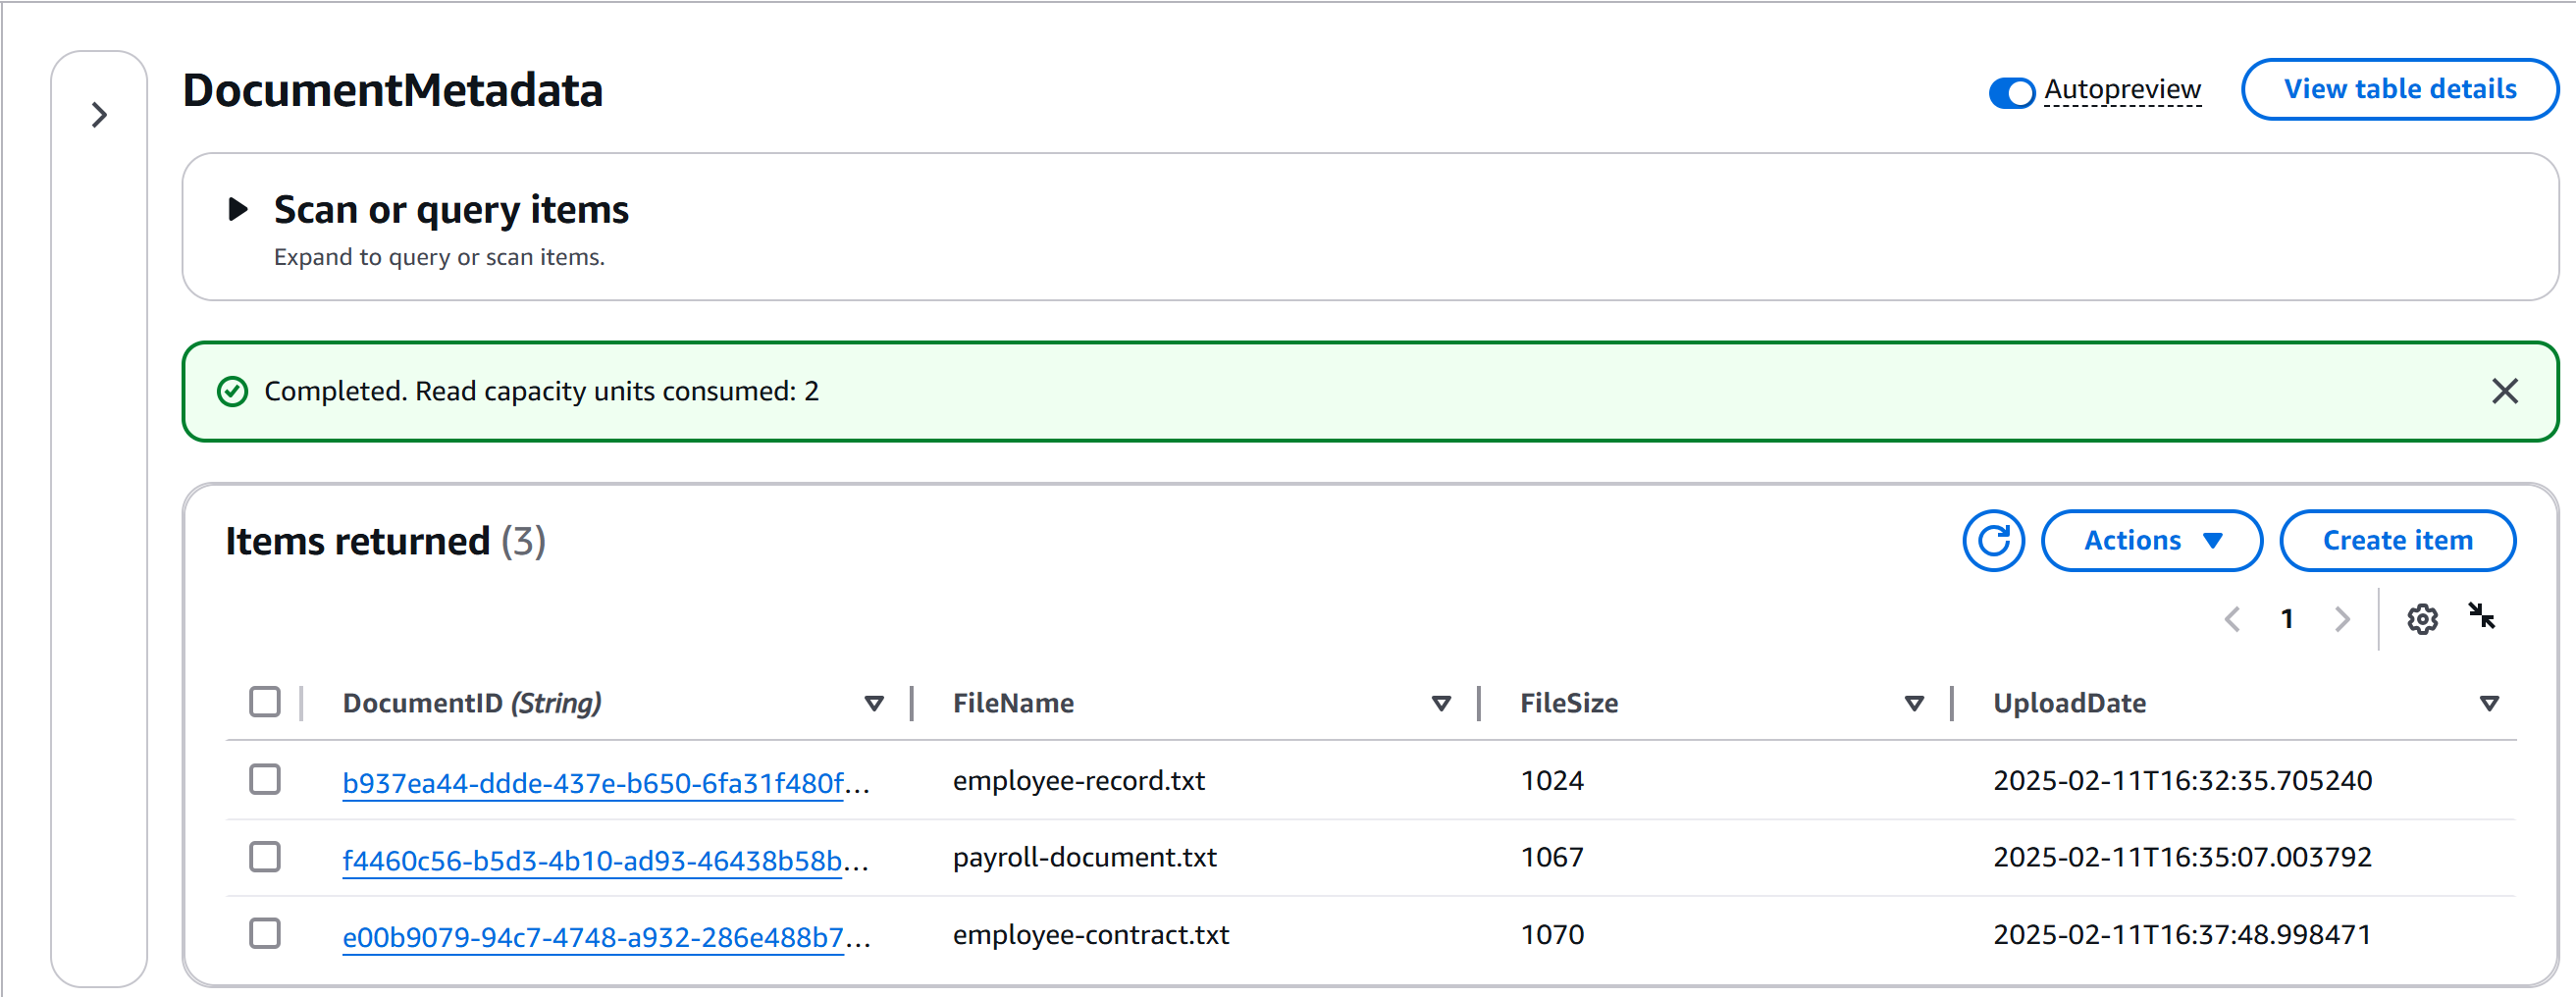 DocumentMetadata
Autopreview
View table details
Scan or query items
Expand to query or scan items.
Completed. Read capacity units consumed: 2
Items returned (3)
Actions
Create item
1
DocumentID (String) FileName FileSize UploadDate
b937ea44-ddde-437e-b650-6fa31f480f... employee-record.txt 1024 2025-02-11T16:32:35.705240
f4460c56-b5d3-4b10-ad93-46438b58b... payroll-document.txt 1067 2025-02-11T16:35:07.003792
e00b9079-94c7-4748-a932-286e488b7... employee-contract.txt 1070 2025-02-11T16:37:48.998471